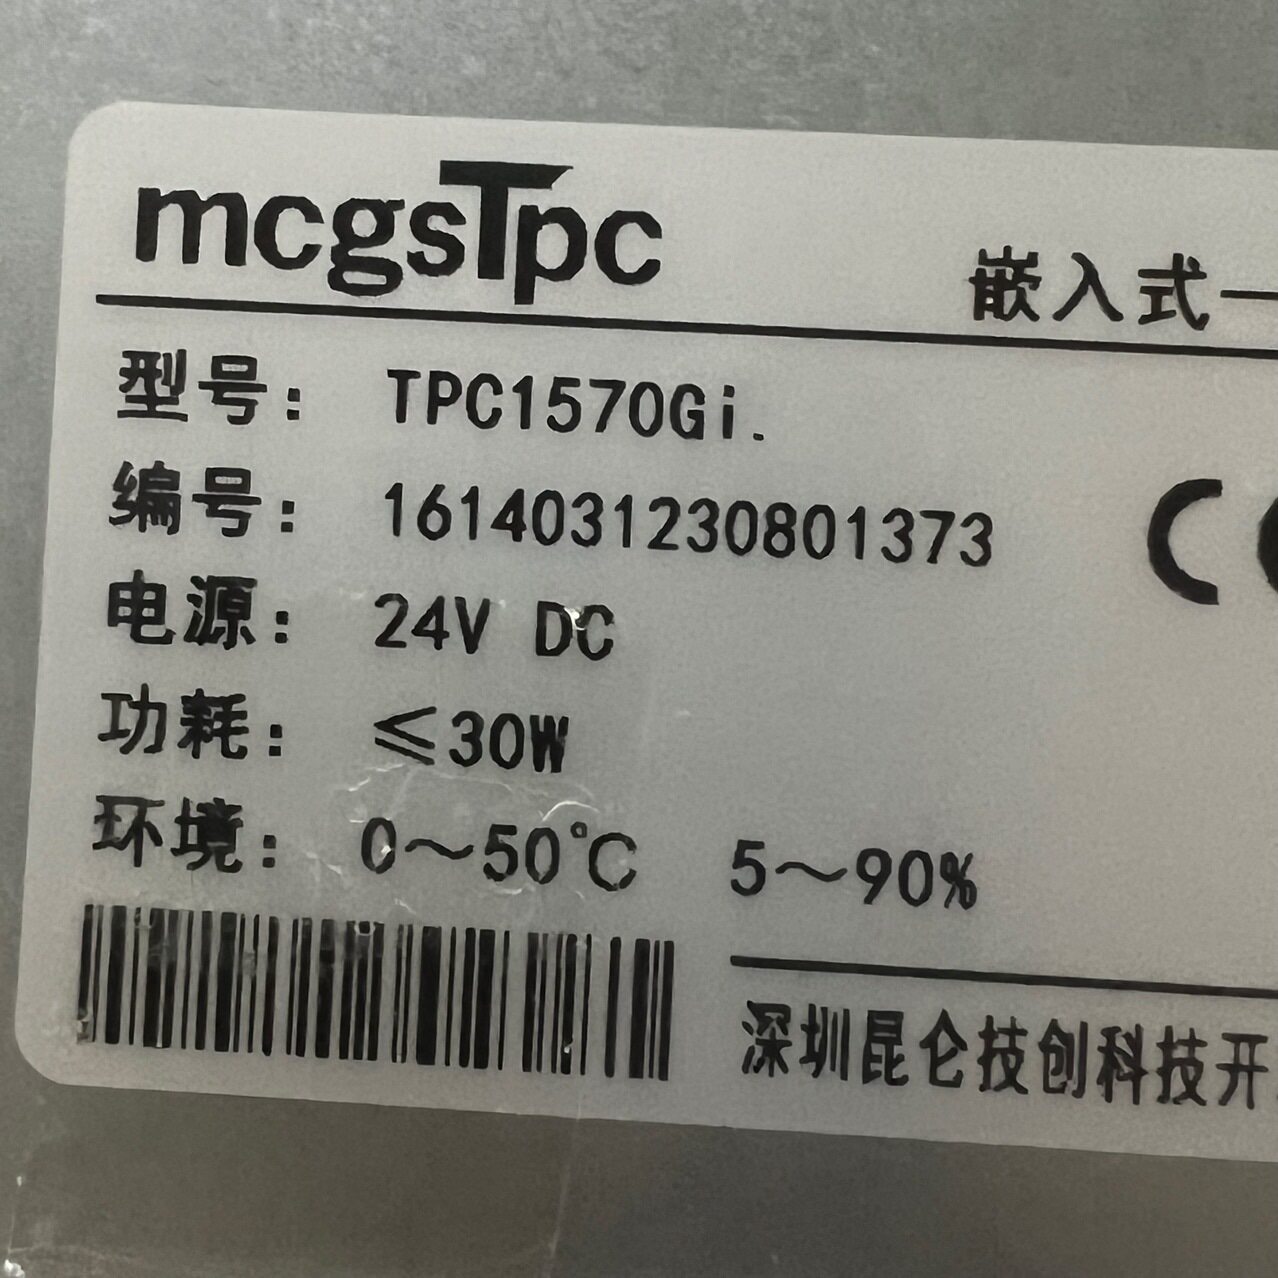 mcgsTpc
嵌入式一
型号： TPC1570Gi.
编号： 1614031230801373
电源： 24V DC
功耗： ≤30W
环境： 0～50℃ 5～90%
深圳昆仑技创科技开